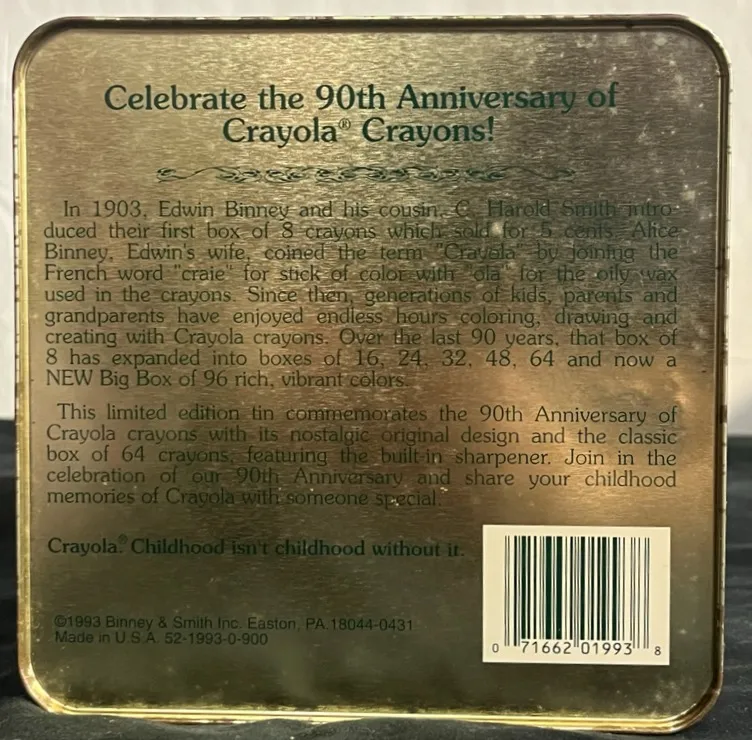 Celebrate the 90th Anniversary of
Crayola® Crayons!
In 1903, Edwin Binney and his cousin, C. Harold Smith intro-
duced their first box of 8 crayons which sold for 5 cents. Alice
Binney, Edwin's wife, coined the term "Crayola" by joining the
French word "craie" for stick of color with "ola" for the oily wax
used in the crayons. Since then, generations of kids, parents and
grandparents have enjoyed endless hours coloring, drawing and
creating with Crayola crayons. Over the last 90 years, that box of
8 has expanded into boxes of 16, 24, 32, 48, 64 and now a
NEW Big Box of 96 rich, vibrant colors.
This limited edition tin commemorates the 90th Anniversary of
Crayola crayons with its nostalgic original design and the classic
box of 64 crayons, featuring the built-in sharpener. Join in the
celebration of our 90th Anniversary and share your childhood
memories of Crayola with someone special.
Crayola.® Childhood isn't childhood without it.
©1993 Binney & Smith Inc. Easton, PA.18044-0431
Made in U.S.A. 52-1993-0-900
0 71662 01993 8